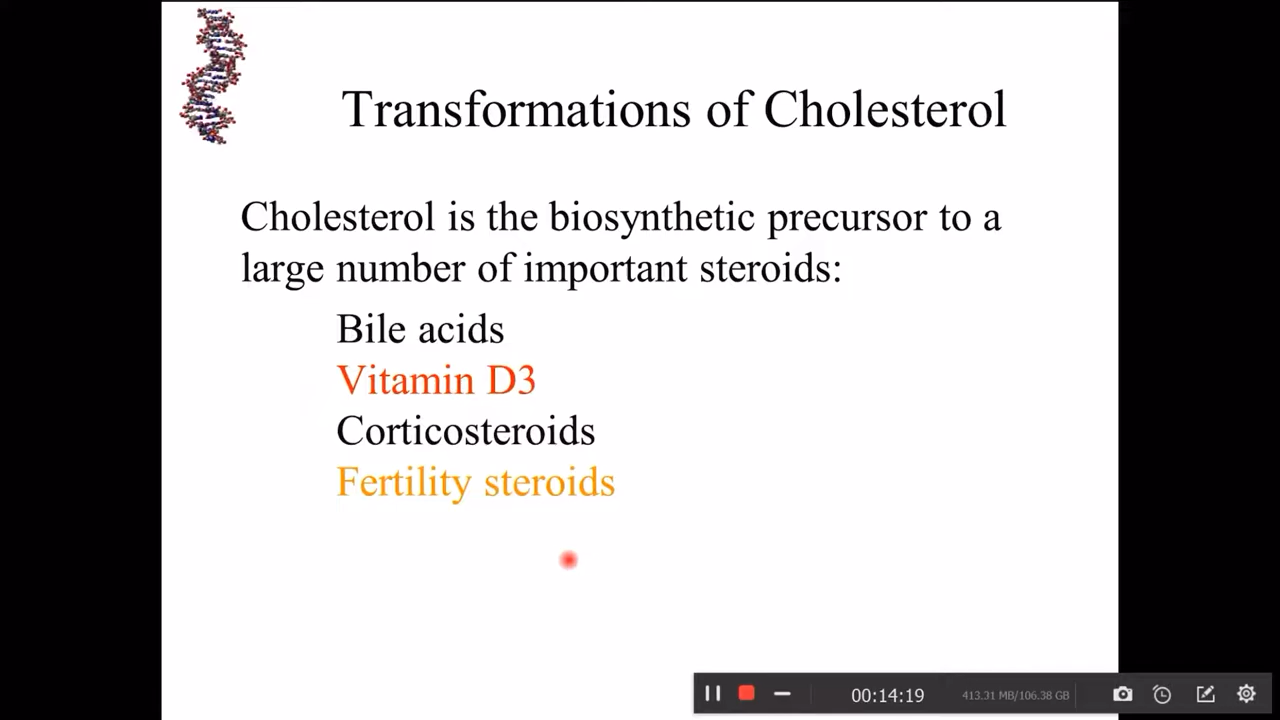 Transformations of Cholesterol
Cholesterol is the biosynthetic precursor to a
large number of important steroids:
Bile acids
Vitamin D3
Corticosteroids
Fertility steroids
00:14:19 413.31 MB/106.38 GB